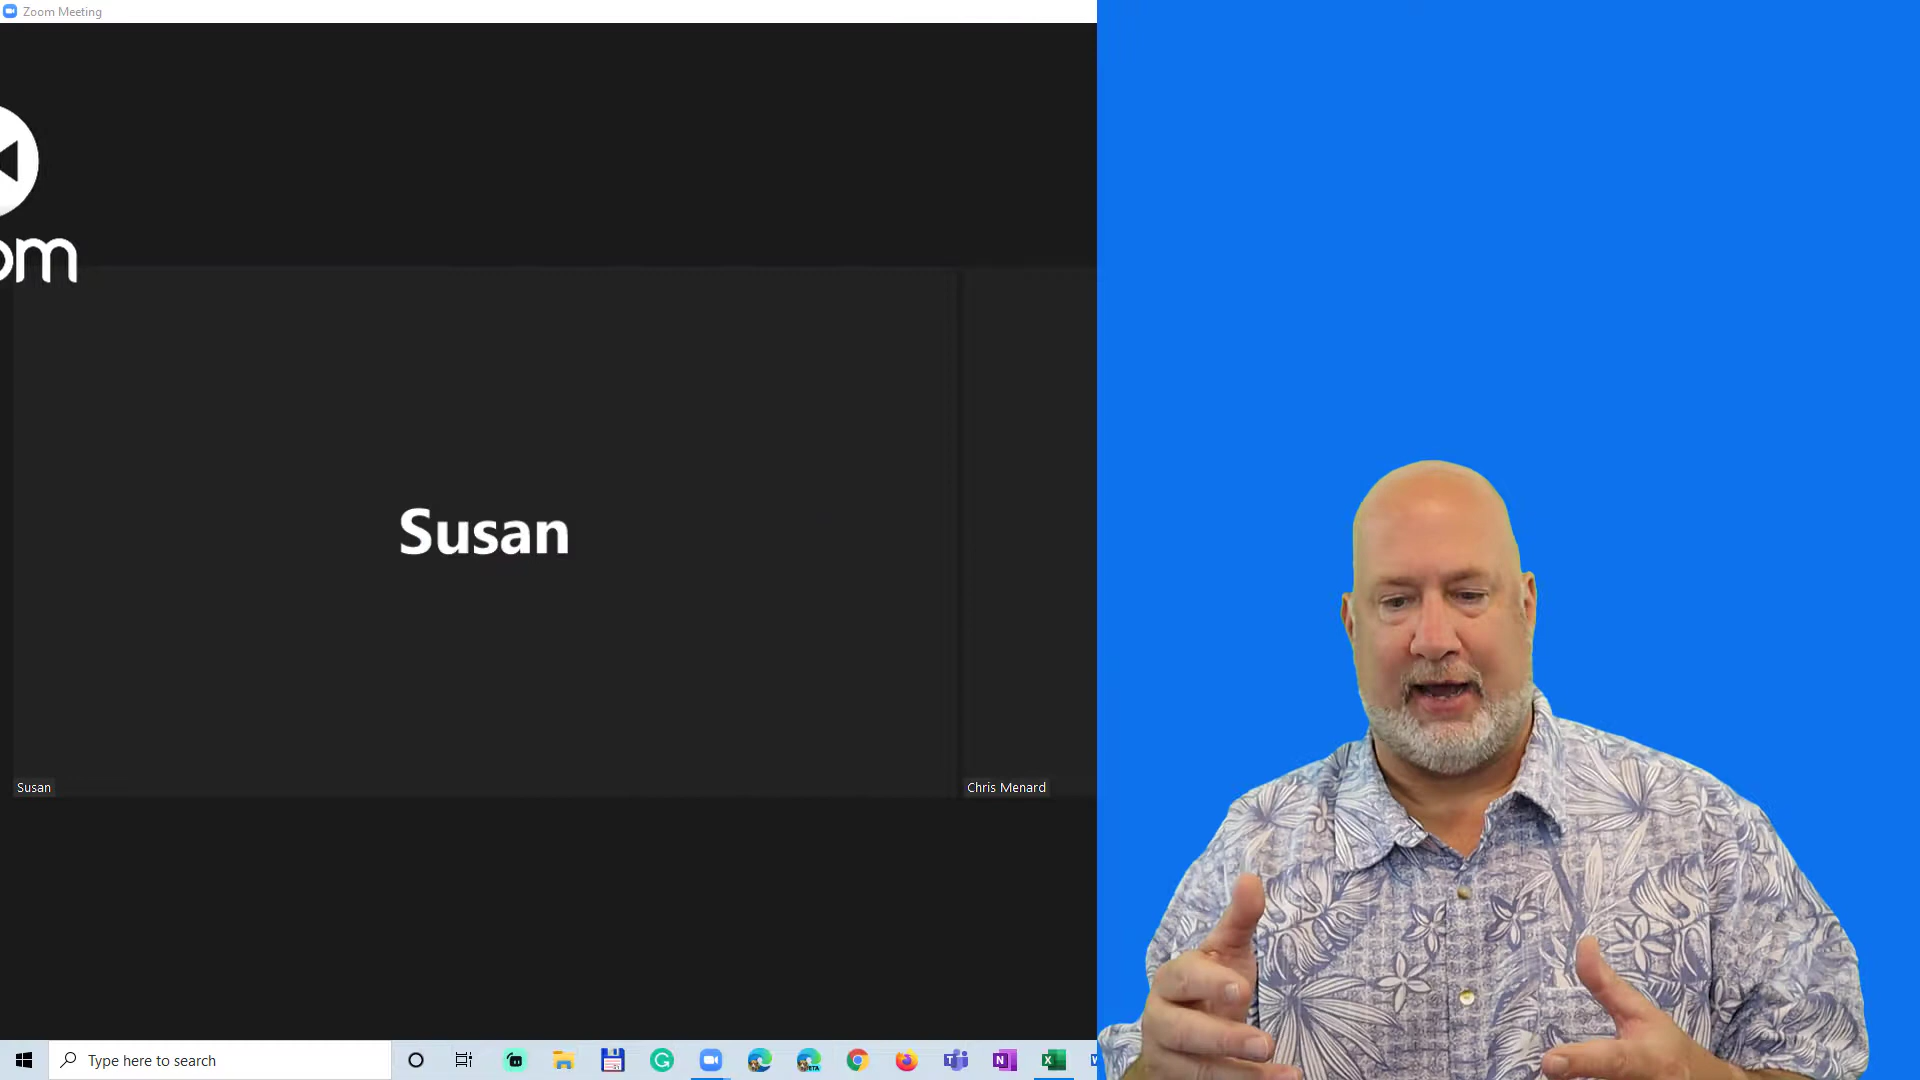 Zoom Meeting
om
Susan
Susan
Chris Menard
Type here to search